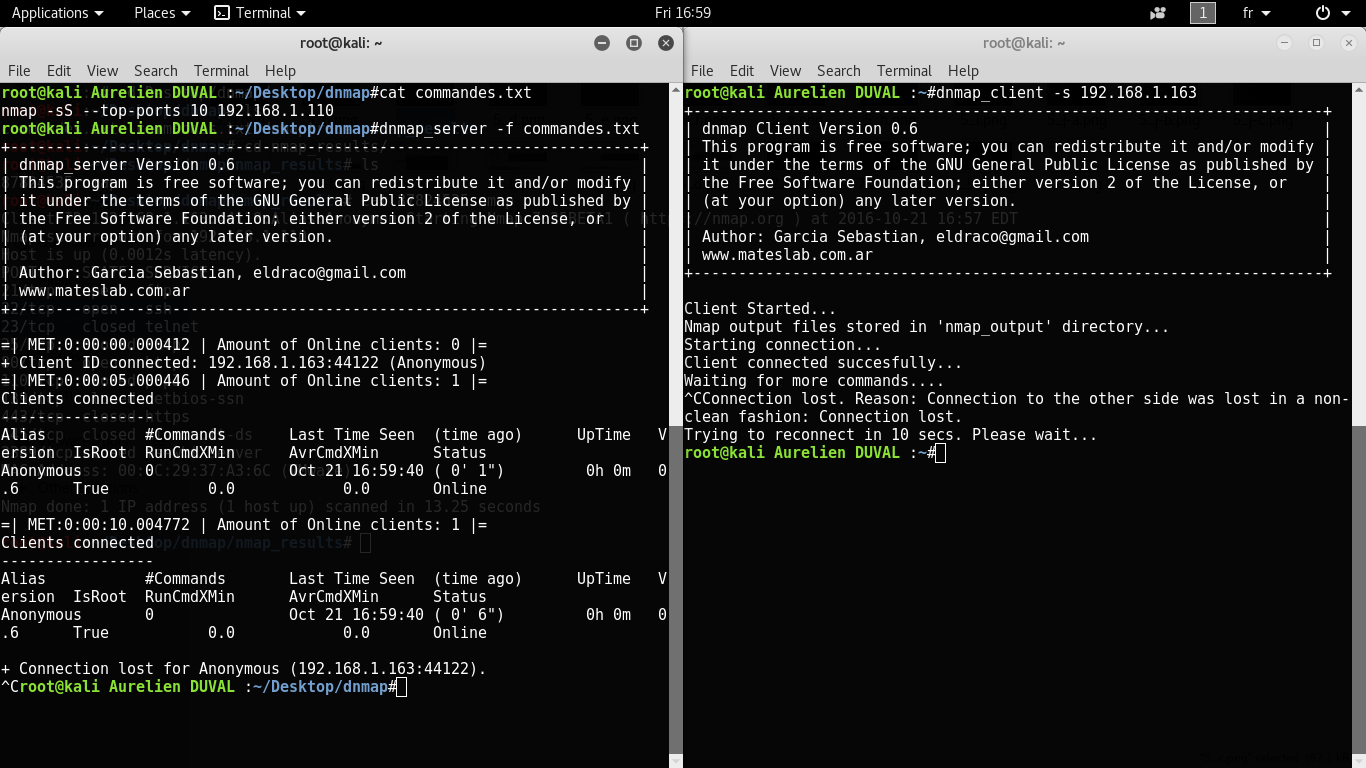 Applications Places Terminal Fri 16:59 1 fr
root@kali: ~
File Edit View Search Terminal Help
root@kali Aurelien DUVAL :~/Desktop/dnmap#cat commandes.txt
nmap -sS --top-ports 10 192.168.1.110
root@kali Aurelien DUVAL :~/Desktop/dnmap#dnmap_server -f commandes.txt
+----------------------------------------------------------------------+
| dnmap_server Version 0.6 |
| This program is free software; you can redistribute it and/or modify |
| it under the terms of the GNU General Public License as published by |
| the Free Software Foundation; either version 2 of the License, or |
| (at your option) any later version. |
| |
| Author: Garcia Sebastian, eldraco@gmail.com |
| www.mateslab.com.ar |
+----------------------------------------------------------------------+
=| MET:0:00:00.000412 | Amount of Online clients: 0 |=
+ Client ID connected: 192.168.1.163:44122 (Anonymous)
=| MET:0:00:05.000446 | Amount of Online clients: 1 |=
Clients connected
-----------------
Alias #Commands Last Time Seen (time ago) UpTime V
ersion IsRoot RunCmdXMin AvrCmdXMin Status
Anonymous 0 Oct 21 16:59:40 ( 0' 1") 0h 0m 0
.6 True 0.0 0.0 Online
Nmap done: 1 IP address (1 host up) scanned in 13.25 seconds
=| MET:0:00:10.004772 | Amount of Online clients: 1 |=
Clients connected
-----------------
Alias #Commands Last Time Seen (time ago) UpTime V
ersion IsRoot RunCmdXMin AvrCmdXMin Status
Anonymous 0 Oct 21 16:59:40 ( 0' 6") 0h 0m 0
.6 True 0.0 0.0 Online
+ Connection lost for Anonymous (192.168.1.163:44122).
^Croot@kali Aurelien DUVAL :~/Desktop/dnmap#
root@kali: ~
File Edit View Search Terminal Help
root@kali Aurelien DUVAL :~#dnmap_client -s 192.168.1.163
+----------------------------------------------------------------------+
| dnmap Client Version 0.6 |
| This program is free software; you can redistribute it and/or modify |
| it under the terms of the GNU General Public License as published by |
| the Free Software Foundation; either version 2 of the License, or |
| (at your option) any later version. |
| |
| Author: Garcia Sebastian, eldraco@gmail.com |
| www.mateslab.com.ar |
+----------------------------------------------------------------------+
Client Started...
Nmap output files stored in 'nmap_output' directory...
Starting connection...
Client connected succesfully...
Waiting for more commands....
^CConnection lost. Reason: Connection to the other side was lost in a non-
clean fashion: Connection lost.
Trying to reconnect in 10 secs. Please wait...
root@kali Aurelien DUVAL :~#